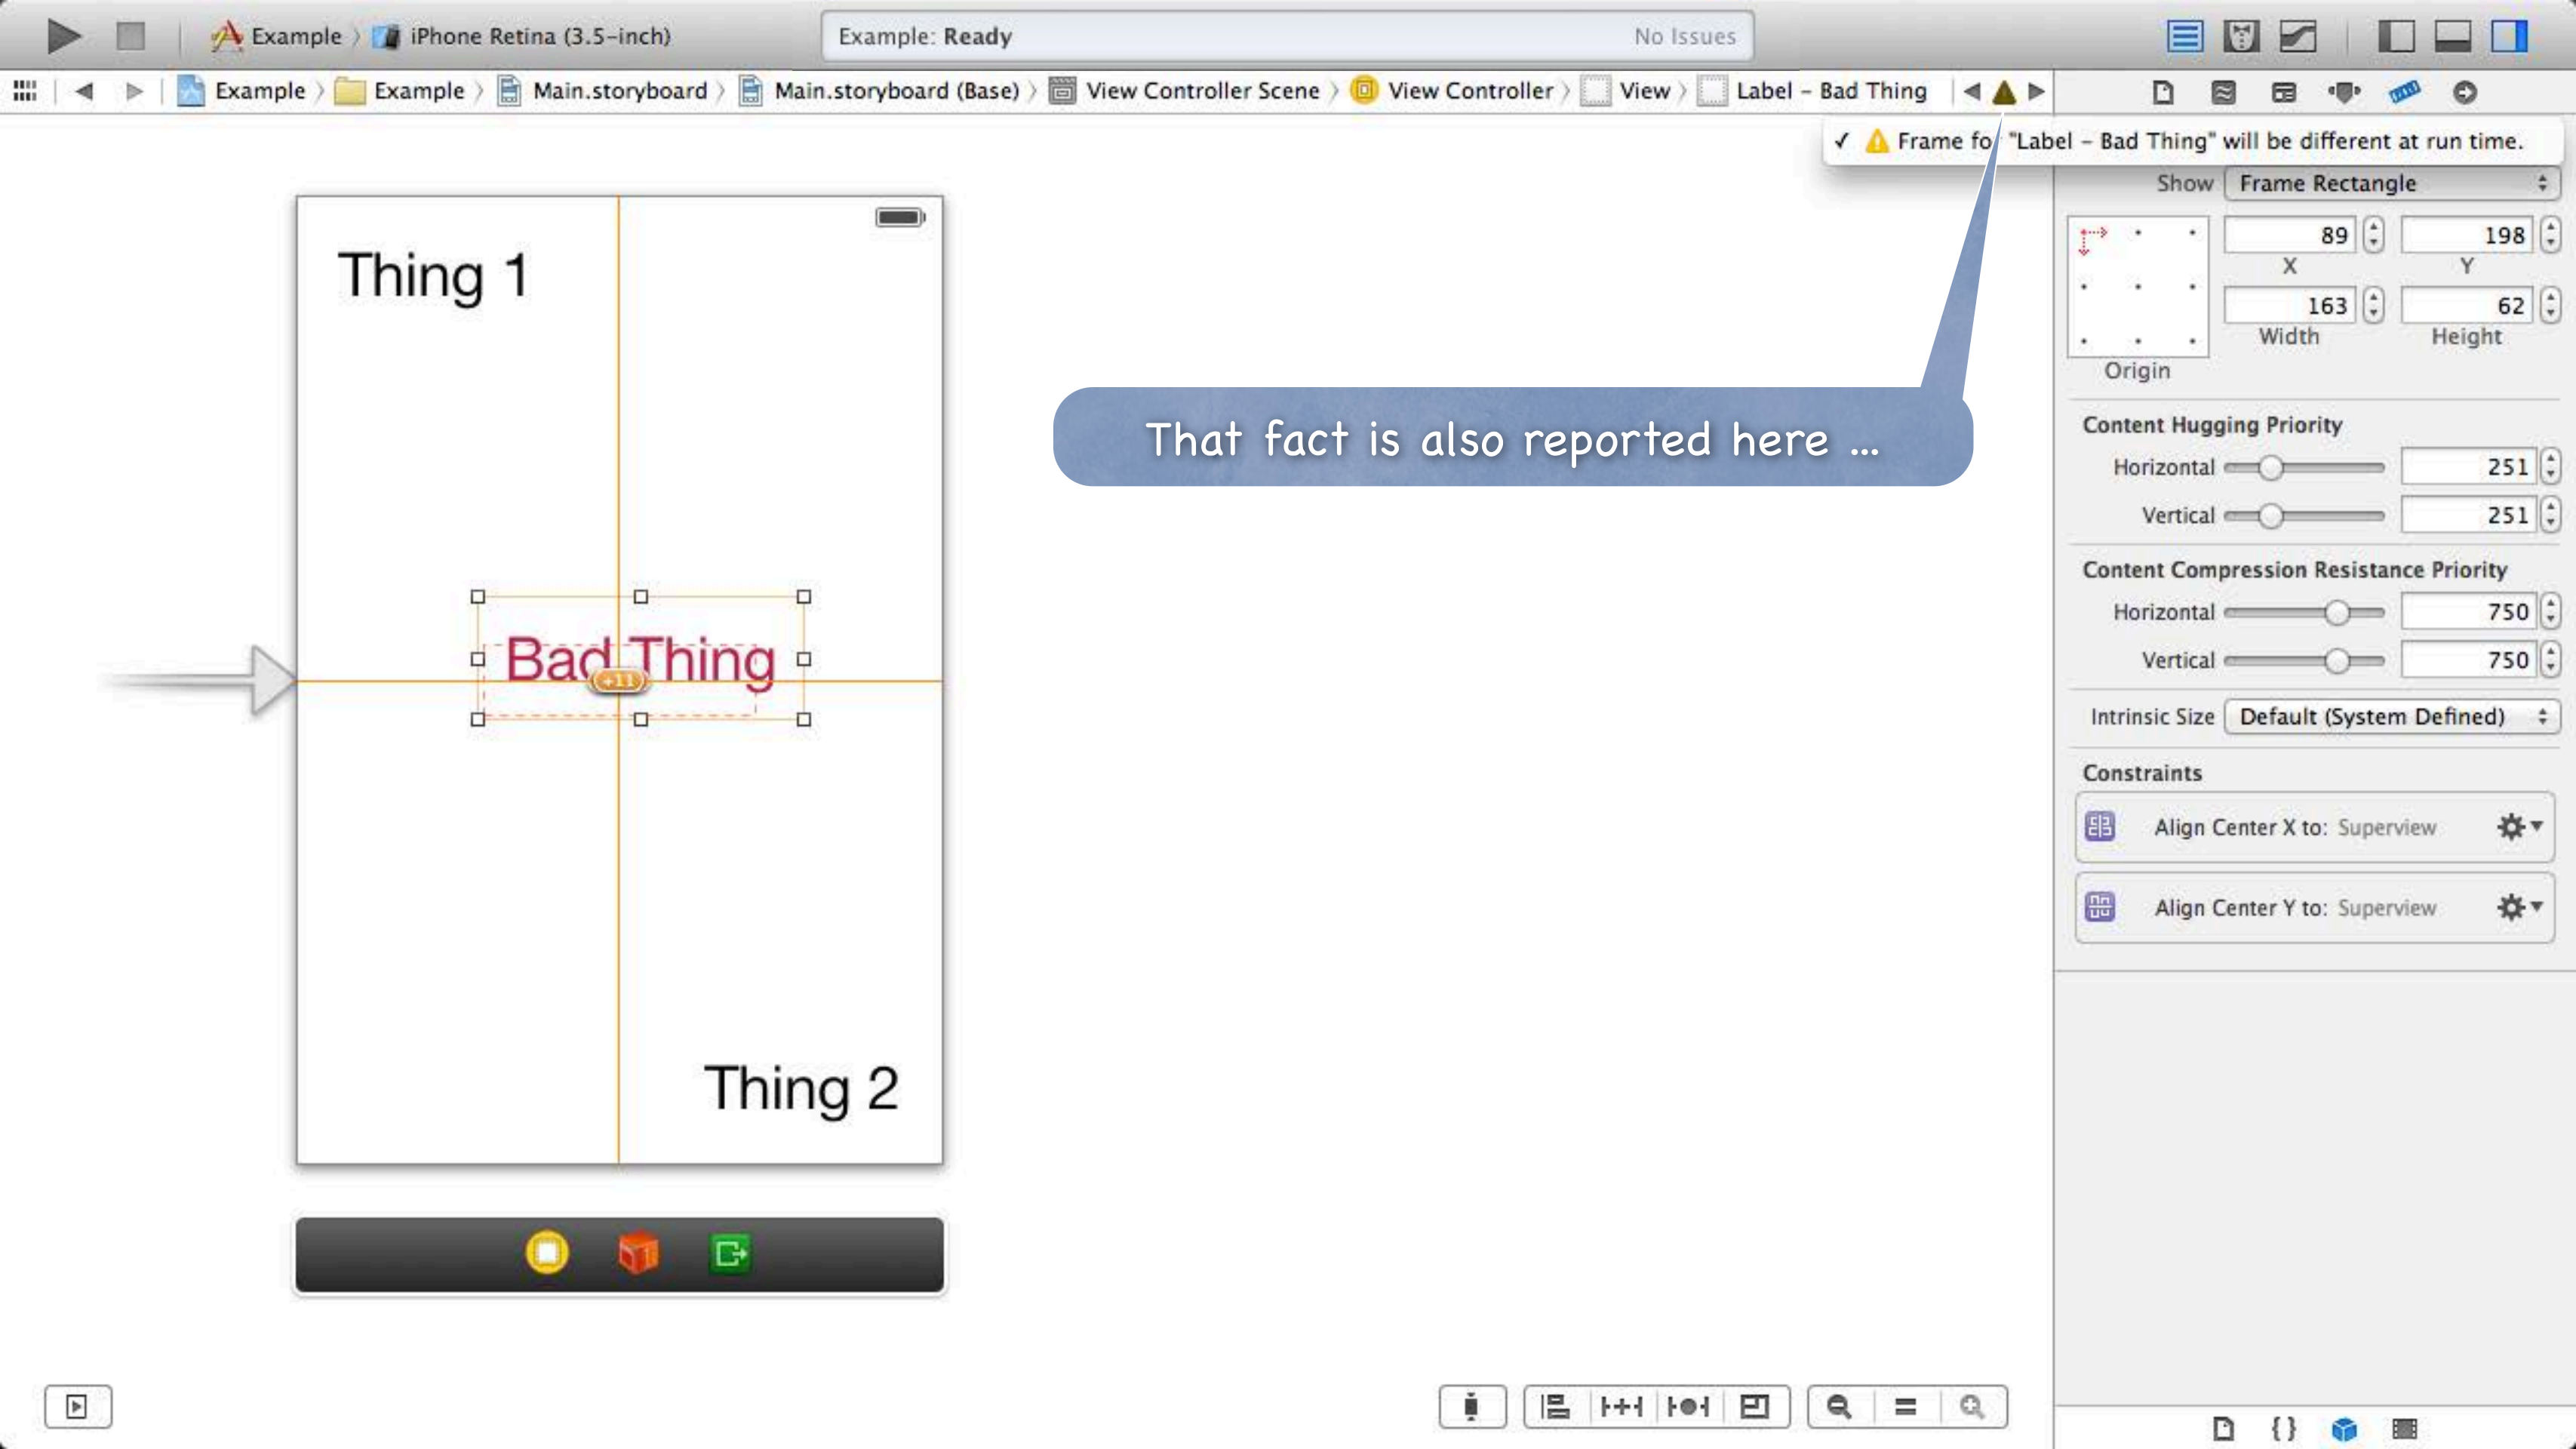 Example › iPhone Retina (3.5-inch)
Example: Ready
No Issues
Example › Example › Main.storyboard › Main.storyboard (Base) › View Controller Scene › View Controller › View › Label – Bad Thing
✓ Frame fo "Label – Bad Thing" will be different at run time.
Show Frame Rectangle
89 198
X Y
163 62
Width Height
Origin
Thing 1
That fact is also reported here ...
Content Hugging Priority
Horizontal 251
Vertical 251
Content Compression Resistance Priority
Horizontal 750
Vertical 750
Bad Thing
+11
Intrinsic Size Default (System Defined)
Constraints
Align Center X to: Superview
Align Center Y to: Superview
Thing 2